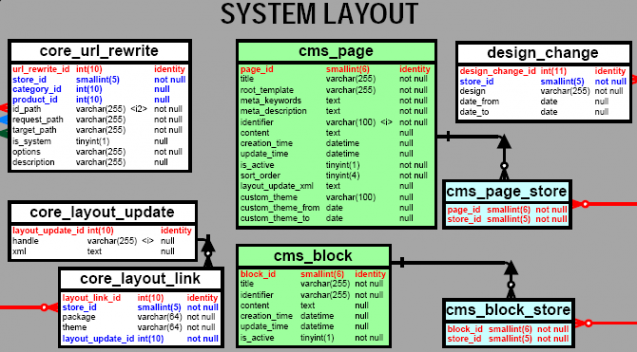 SYSTEM LAYOUT
core_url_rewrite
url_rewrite_id int(10) identity
store_id smallint(5) not null
category_id int(10) null
product_id int(10) null
id_path varchar(255) <i2> not null
request_path varchar(255) not null
target_path varchar(255) not null
is_system tinyint(1) null
options varchar(255) not null
description varchar(255) null
cms_page
page_id smallint(6) identity
title varchar(255) not null
root_template varchar(255) not null
meta_keywords text not null
meta_description text not null
identifier varchar(100) <i> not null
content text null
creation_time datetime null
update_time datetime null
is_active tinyint(1) not null
sort_order tinyint(4) not null
layout_update_xml text null
custom_theme varchar(100) null
custom_theme_from date null
custom_theme_to date null
design_change
design_change_id int(11) identity
store_id smallint(5) not null
design varchar(255) not null
date_from date null
date_to date null
cms_page_store
page_id smallint(6) not null
store_id smallint(5) not null
core_layout_update
layout_update_id int(10) identity
handle varchar(255) <i> null
xml text null
core_layout_link
layout_link_id int(10) identity
store_id smallint(5) not null
package varchar(64) not null
theme varchar(64) not null
layout_update_id int(10) not null
cms_block
block_id smallint(6) identity
title varchar(255) not null
identifier varchar(255) not null
content text null
creation_time datetime null
update_time datetime null
is_active tinyint(1) not null
cms_block_store
block_id smallint(6) not null
store_id smallint(5) not null